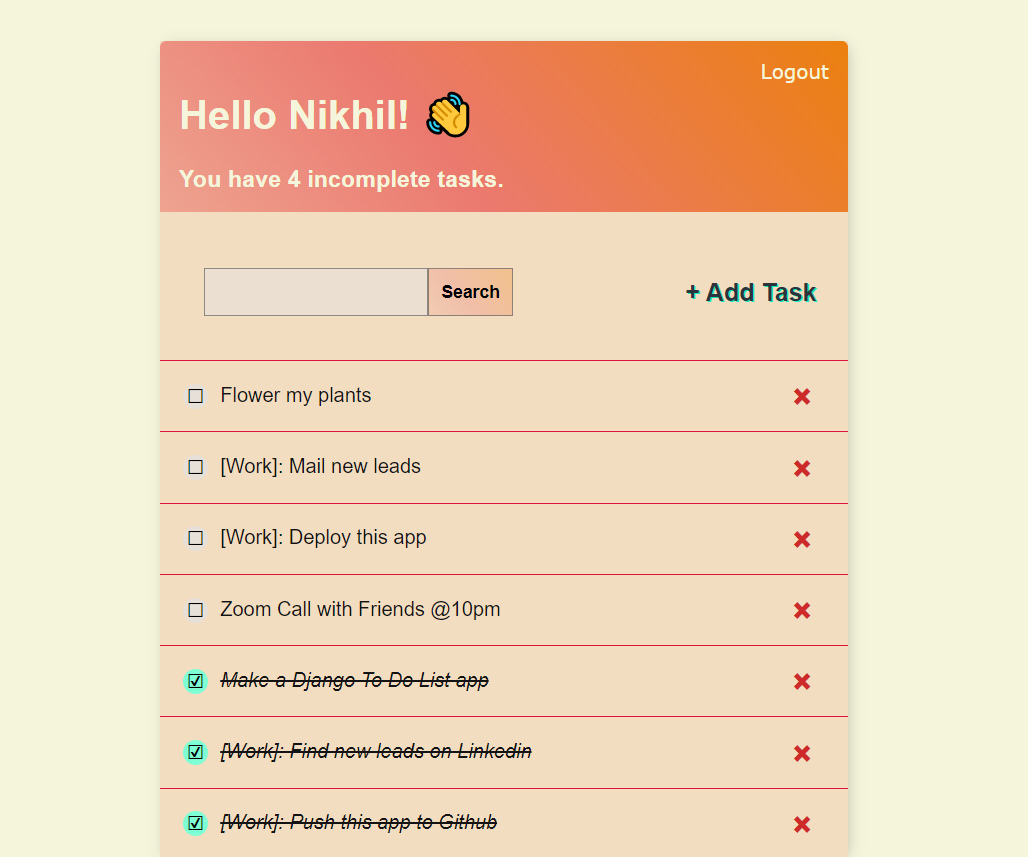 Logout
Hello Nikhil! 👋
You have 4 incomplete tasks.
Search
+ Add Task
Flower my plants
[Work]: Mail new leads
[Work]: Deploy this app
Zoom Call with Friends @10pm
Make a Django To Do List app
[Work]: Find new leads on Linkedin
[Work]: Push this app to Github